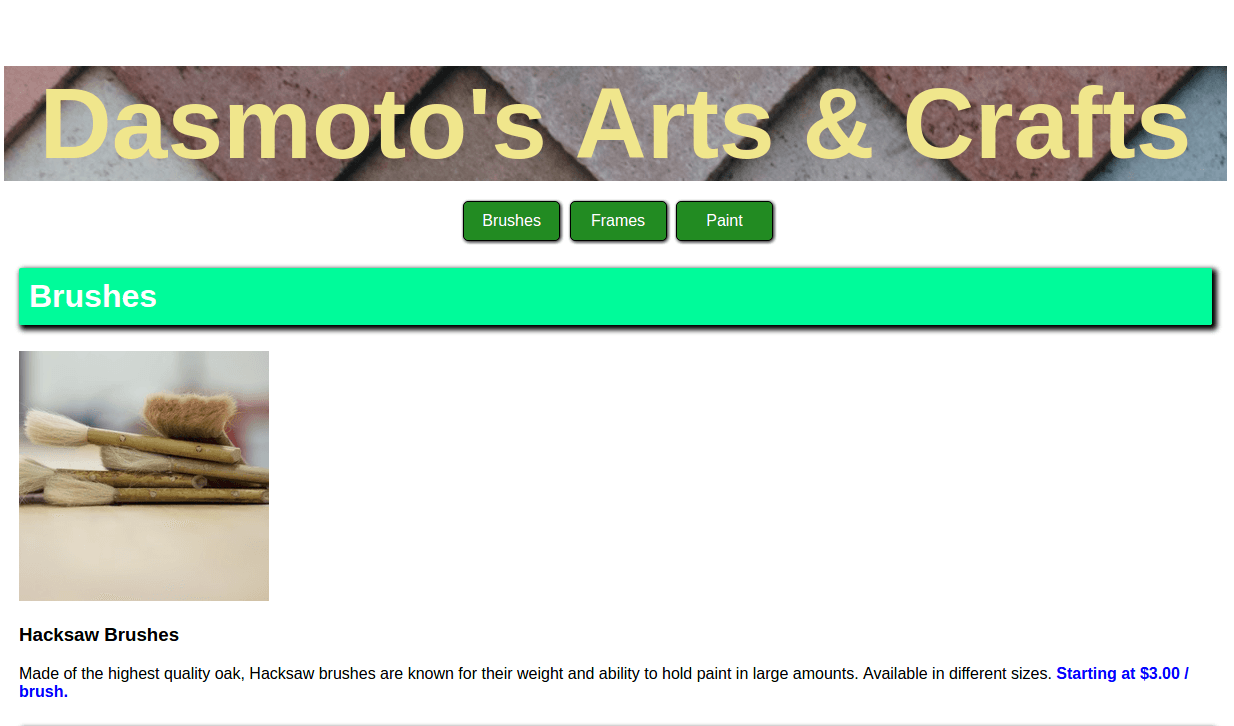 Dasmoto's Arts & Crafts
Brushes Frames Paint
Brushes
Hacksaw Brushes
Made of the highest quality oak, Hacksaw brushes are known for their weight and ability to hold paint in large amounts. Available in different sizes. Starting at $3.00 /
brush.